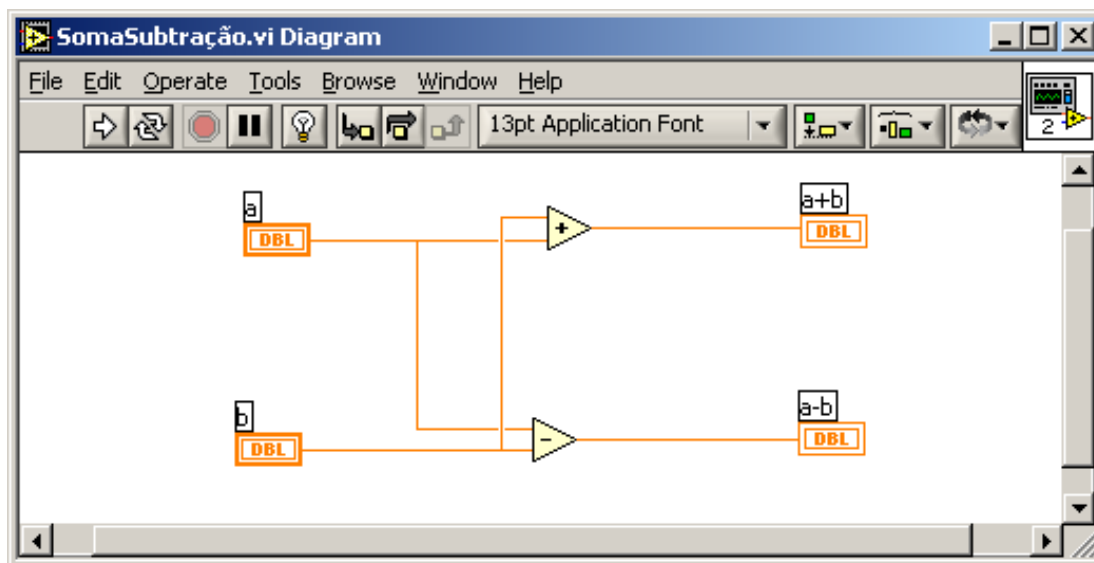 SomaSubtração.vi Diagram
File Edit Operate Tools Browse Window Help
13pt Application Font
2
a
DBL
+
a+b
DBL
b
DBL
-
a-b
DBL